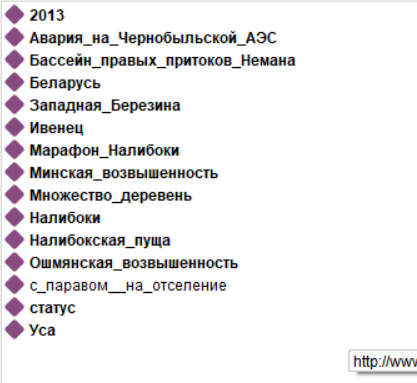 2013
Авария_на_Чернобыльской_АЭС
Бассейн_правых_притоков_Немана
Беларусь
Западная_Березина
Ивенец
Марафон_Налибоки
Минская_возвышенность
Множество_деревень
Налибоки
Налибокская_пуща
Ошмянская_возвышенность
с_паравом__на_отселение
статус
Уса
http://www